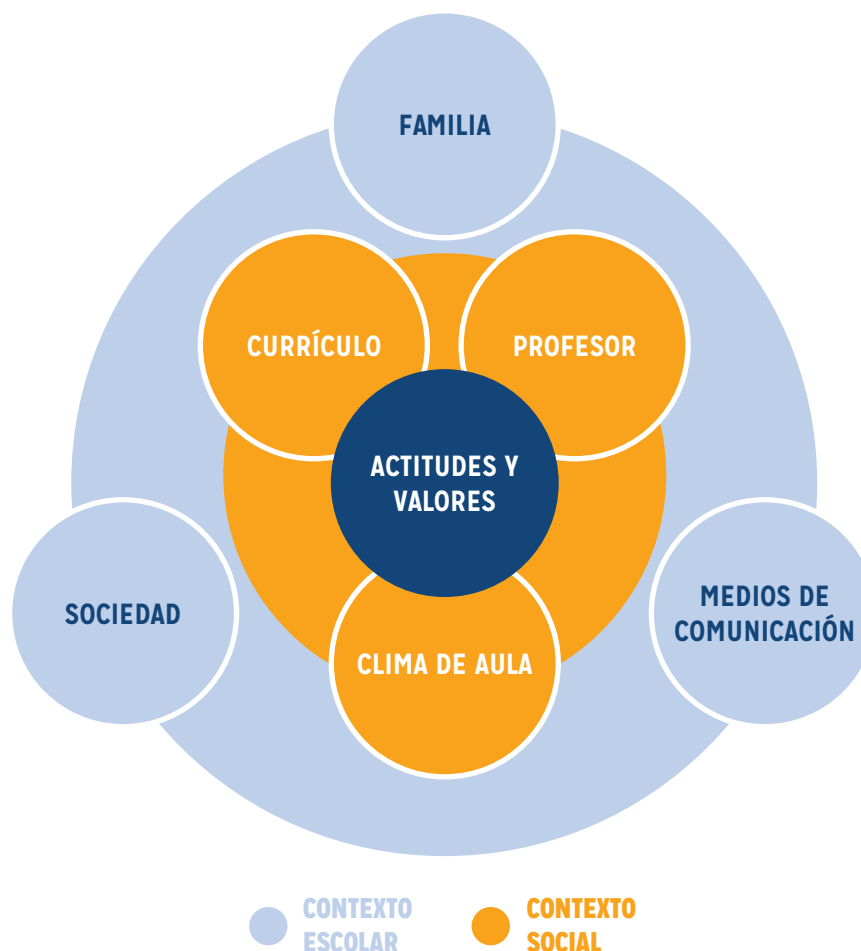 FAMILIA
CURRÍCULO
PROFESOR
ACTITUDES Y
VALORES
SOCIEDAD
MEDIOS DE
COMUNICACIÓN
CLIMA DE AULA
CONTEXTO
ESCOLAR
CONTEXTO
SOCIAL